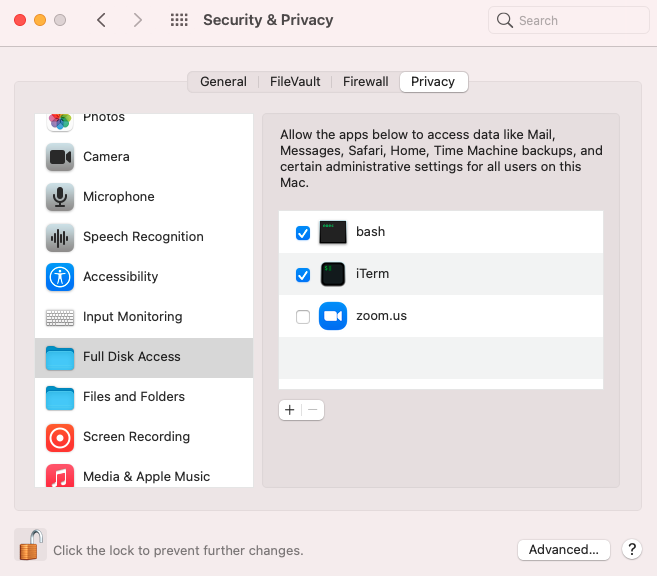 Security & Privacy
Search
General
FileVault
Firewall
Privacy
Photos
Camera
Microphone
Speech Recognition
Accessibility
Input Monitoring
Full Disk Access
Files and Folders
Screen Recording
Media & Apple Music
Allow the apps below to access data like Mail,
Messages, Safari, Home, Time Machine backups, and
certain administrative settings for all users on this
Mac.
bash
iTerm
zoom.us
+ −
Click the lock to prevent further changes.
Advanced...
?